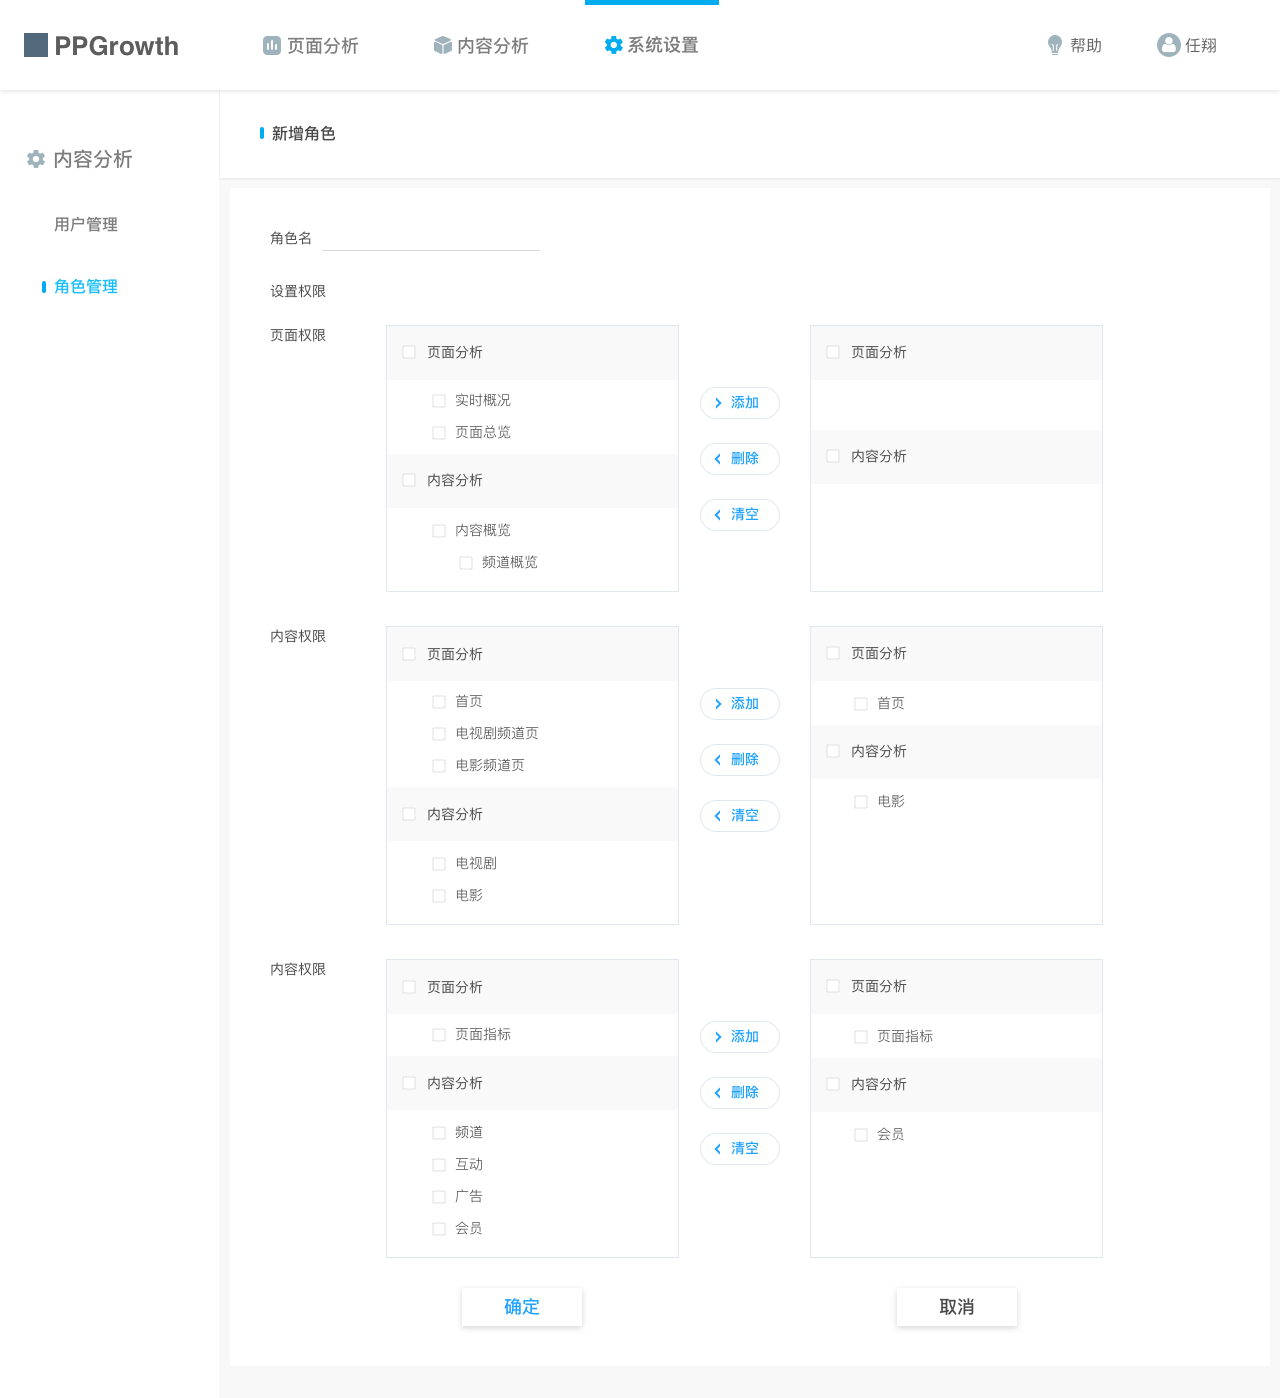 PPGrowth
页面分析
内容分析
系统设置
帮助
任翔
内容分析
用户管理
角色管理
新增角色
角色名
设置权限
页面权限
页面分析
实时概况
页面总览
内容分析
内容概览
频道概览
添加
删除
清空
页面分析
内容分析
内容权限
页面分析
首页
电视剧频道页
电影频道页
内容分析
电视剧
电影
添加
删除
清空
页面分析
首页
内容分析
电影
内容权限
页面分析
页面指标
内容分析
频道
互动
广告
会员
添加
删除
清空
页面分析
页面指标
内容分析
会员
确定
取消